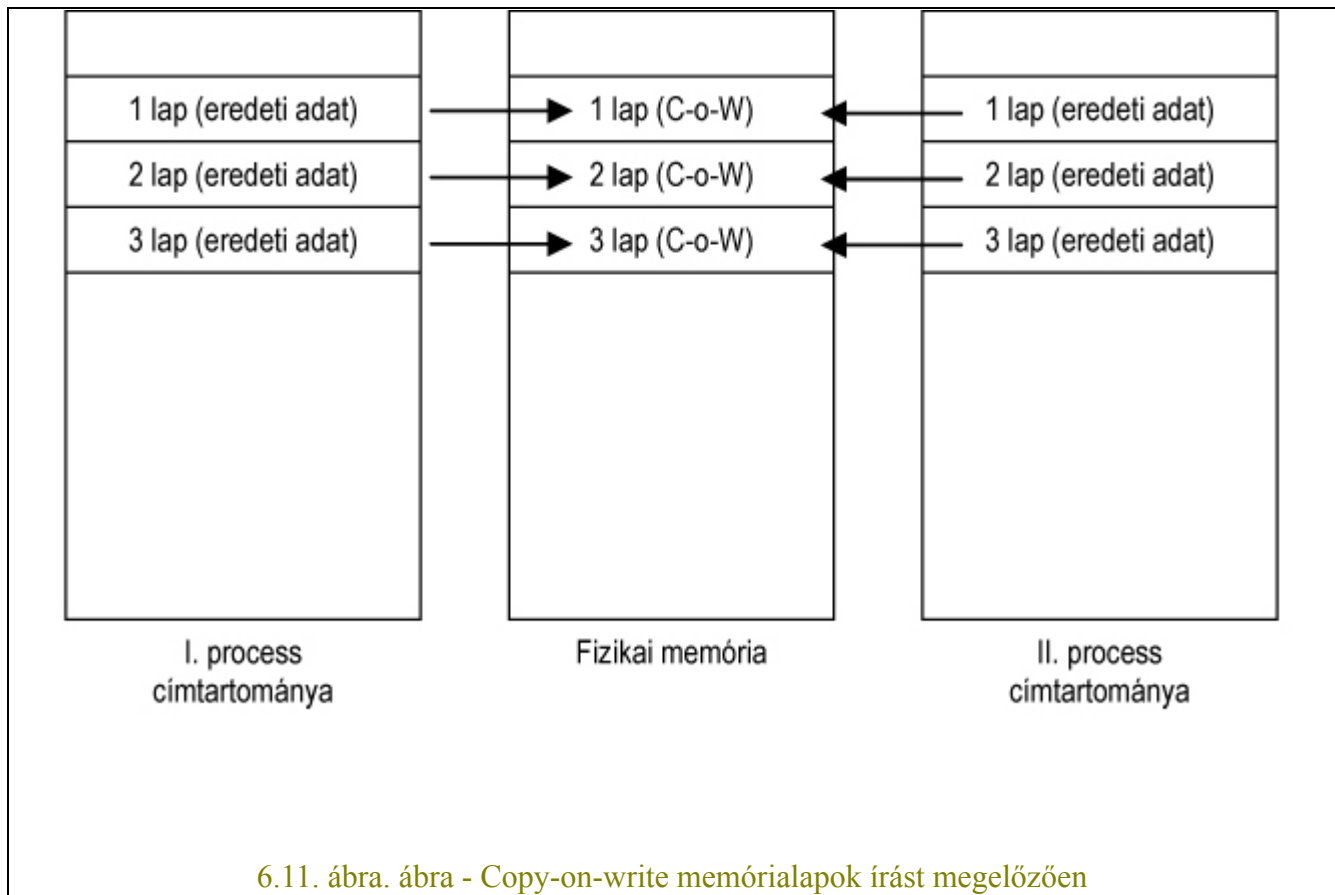 1 lap (eredeti adat) 1 lap (C-o-W) 1 lap (eredeti adat)
2 lap (eredeti adat) 2 lap (C-o-W) 2 lap (eredeti adat)
3 lap (eredeti adat) 3 lap (C-o-W) 3 lap (eredeti adat)
I. process
címtartománya
Fizikai memória
II. process
címtartománya
6.11. ábra. ábra - Copy-on-write memórialapok írást megelőzően